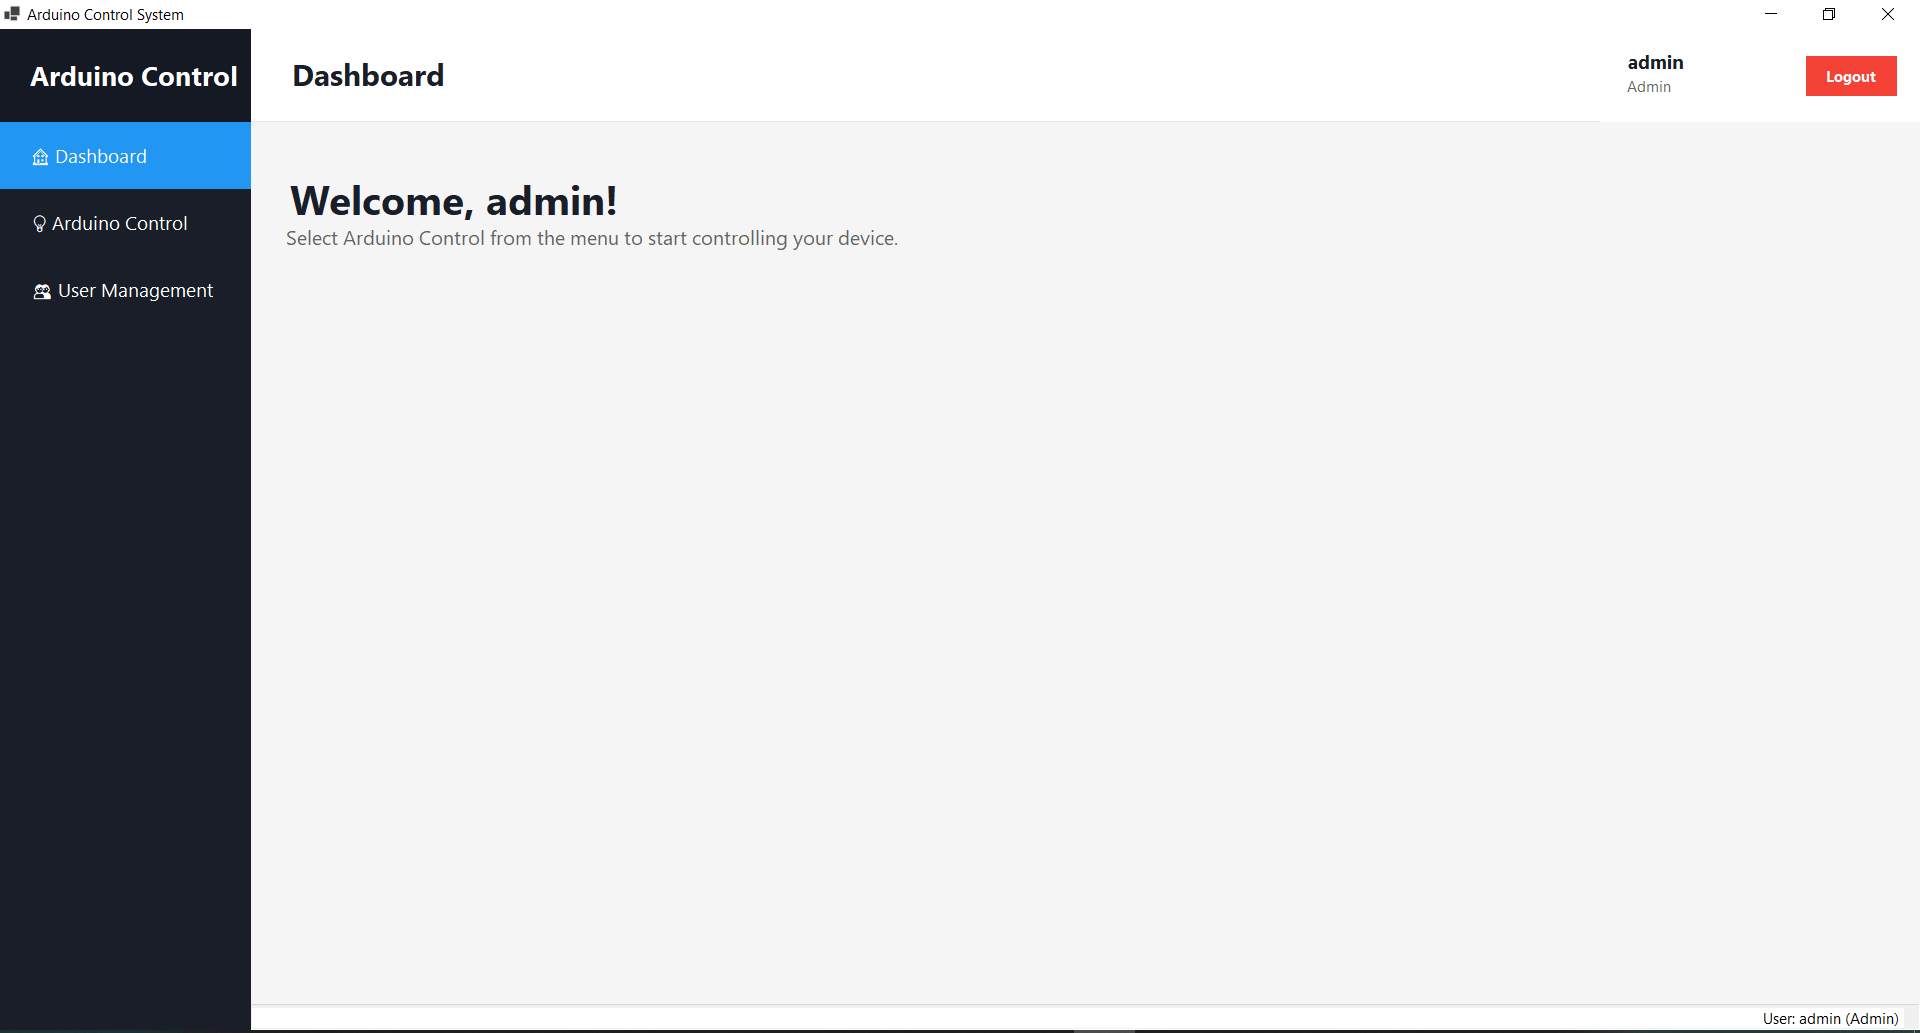 Arduino Control System
Arduino Control
Dashboard
admin
Admin
Logout
Dashboard
Arduino Control
User Management
Welcome, admin!
Select Arduino Control from the menu to start controlling your device.
User: admin (Admin)